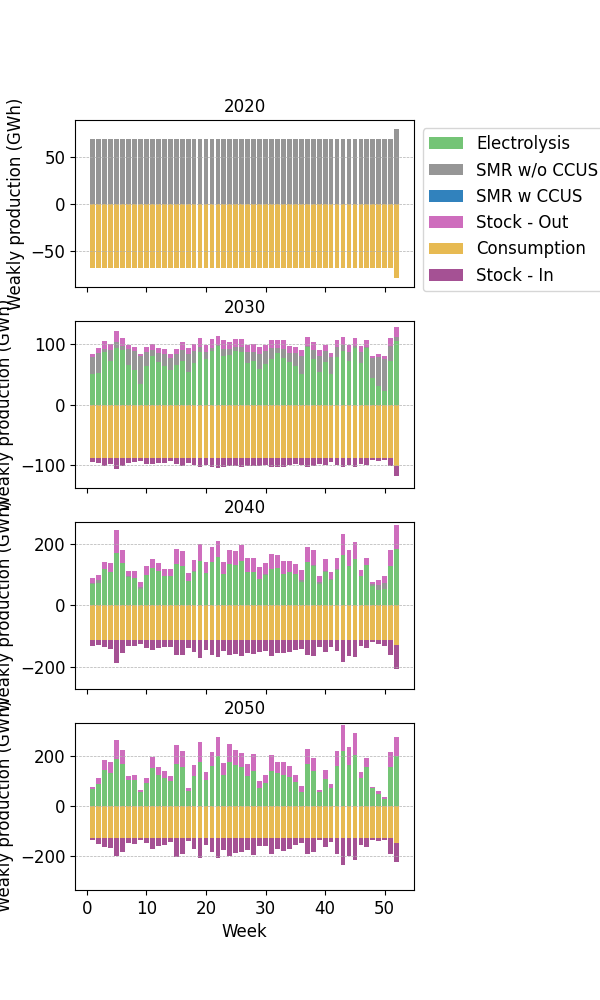 2020
Weakly production (GWh)
50
0
−50
Electrolysis
SMR w/o CCUS
SMR w CCUS
Stock - Out
Consumption
Stock - In
2030
Weakly production (GWh)
100
0
−100
2040
Weakly production (GWh)
200
0
−200
2050
Weakly production (GWh)
200
0
−200
0 10 20 30 40 50
Week